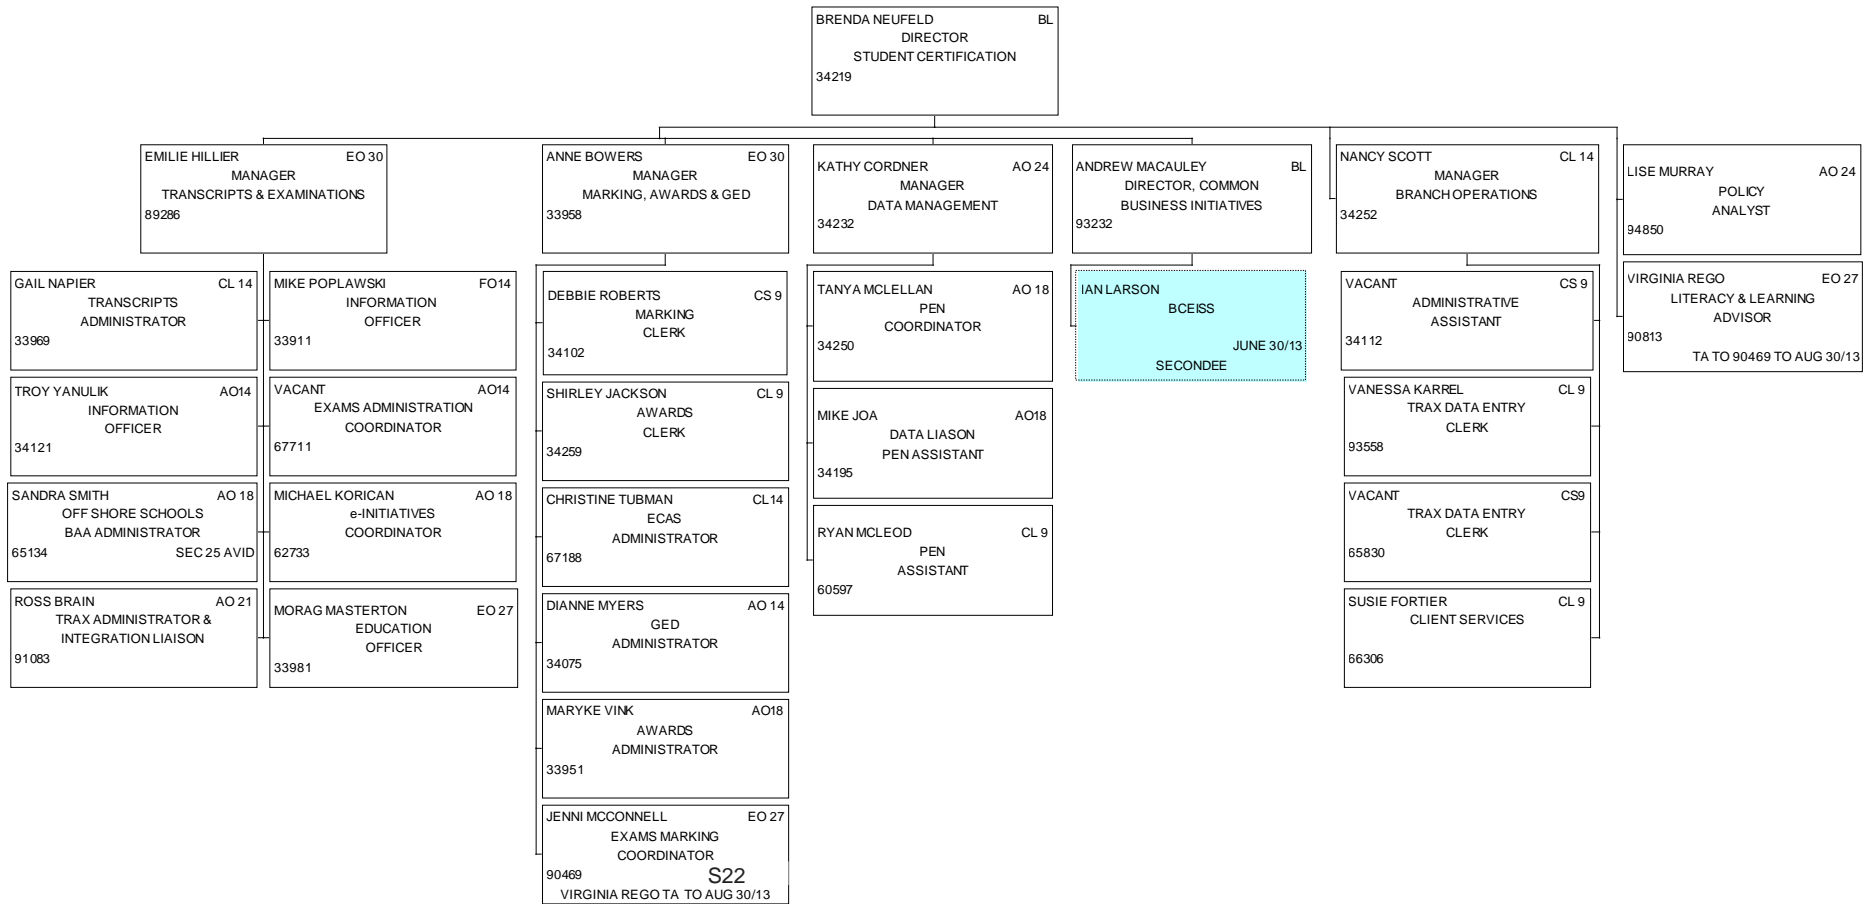 BRENDA NEUFELD BL
DIRECTOR
STUDENT CERTIFICATION
34219
EMILIE HILLIER EO 30
MANAGER
TRANSCRIPTS & EXAMINATIONS
89286
ANNE BOWERS EO 30
MANAGER
MARKING, AWARDS & GED
33958
KATHY CORDNER AO 24
MANAGER
DATA MANAGEMENT
34232
ANDREW MACAULEY BL
DIRECTOR, COMMON
BUSINESS INITIATIVES
93232
NANCY SCOTT CL 14
MANAGER
BRANCH OPERATIONS
34252
LISE MURRAY AO 24
POLICY
ANALYST
94850
GAIL NAPIER CL 14
TRANSCRIPTS
ADMINISTRATOR
33969
MIKE POPLAWSKI FO14
INFORMATION
OFFICER
33911
TROY YANULIK AO14
INFORMATION
OFFICER
34121
VACANT AO14
EXAMS ADMINISTRATION
COORDINATOR
67711
SANDRA SMITH AO 18
OFF SHORE SCHOOLS
BAA ADMINISTRATOR
65134 SEC 25 AVID
MICHAEL KORICAN AO 18
e-INITIATIVES
COORDINATOR
62733
ROSS BRAIN AO 21
TRAX ADMINISTRATOR &
INTEGRATION LIAISON
91083
MORAG MASTERTON EO 27
EDUCATION
OFFICER
33981
DEBBIE ROBERTS CS 9
MARKING
CLERK
34102
SHIRLEY JACKSON CL 9
AWARDS
CLERK
34259
CHRISTINE TUBMAN CL14
ECAS
ADMINISTRATOR
67188
DIANNE MYERS AO 14
GED
ADMINISTRATOR
34075
MARYKE VINK AO18
AWARDS
ADMINISTRATOR
33951
JENNI MCCONNELL EO 27
EXAMS MARKING
COORDINATOR
90469 S22
VIRGINIA REGO TA TO AUG 30/13
TANYA MCLELLAN AO 18
PEN
COORDINATOR
34250
MIKE JOA AO18
DATA LIASON
PEN ASSISTANT
34195
RYAN MCLEOD CL 9
PEN
ASSISTANT
60597
IAN LARSON
BCEISS
JUNE 30/13
SECONDEE
VACANT CS 9
ADMINISTRATIVE
ASSISTANT
34112
VANESSA KARREL CL 9
TRAX DATA ENTRY
CLERK
93558
VACANT CS9
TRAX DATA ENTRY
CLERK
65830
SUSIE FORTIER CL 9
CLIENT SERVICES
66306
VIRGINIA REGO EO 27
LITERACY & LEARNING
ADVISOR
90813
TA TO 90469 TO AUG 30/13